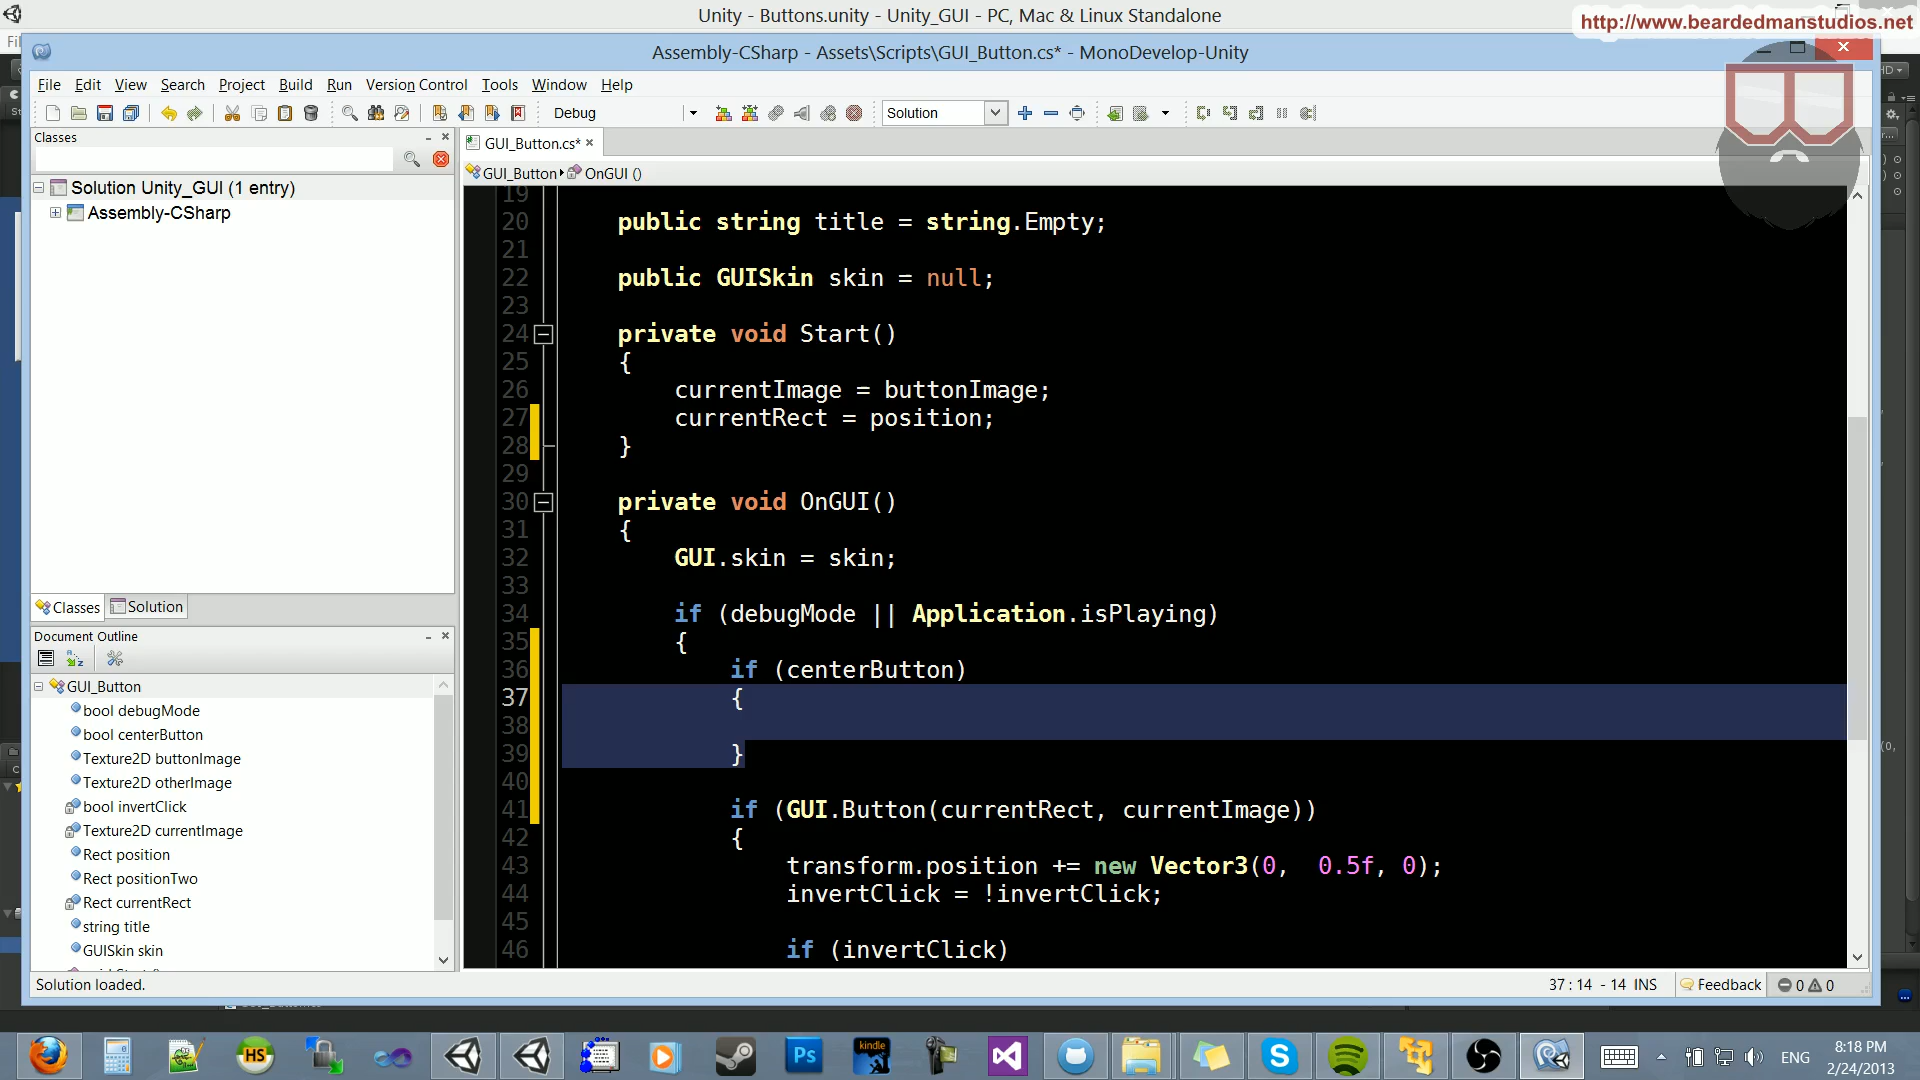 Unity - Buttons.unity - Unity_GUI - PC, Mac & Linux Standalone
http://www.beardedmanstudios.net
Assembly-CSharp - Assets\Scripts\GUI_Button.cs* - MonoDevelop-Unity
File Edit View Search Project Build Run Version Control Tools Window Help
Debug Solution
Classes
GUI_Button.cs*
GUI_Button OnGUI ()
Solution Unity_GUI (1 entry)
Assembly-CSharp
Classes Solution
Document Outline
GUI_Button
bool debugMode
bool centerButton
Texture2D buttonImage
Texture2D otherImage
bool invertClick
Texture2D currentImage
Rect position
Rect positionTwo
Rect currentRect
string title
GUISkin skin
19
20 public string title = string.Empty;
21
22 public GUISkin skin = null;
23
24 private void Start()
25 {
26 currentImage = buttonImage;
27 currentRect = position;
28 }
29
30 private void OnGUI()
31 {
32 GUI.skin = skin;
33
34 if (debugMode || Application.isPlaying)
35 {
36 if (centerButton)
37 {
38
39 }
40
41 if (GUI.Button(currentRect, currentImage))
42 {
43 transform.position += new Vector3(0,  0.5f, 0);
44 invertClick = !invertClick;
45
46 if (invertClick)
Solution loaded.
37 : 14 - 14 INS Feedback 0 0
HS
Ps
kindle
ENG
8:18 PM
2/24/2013